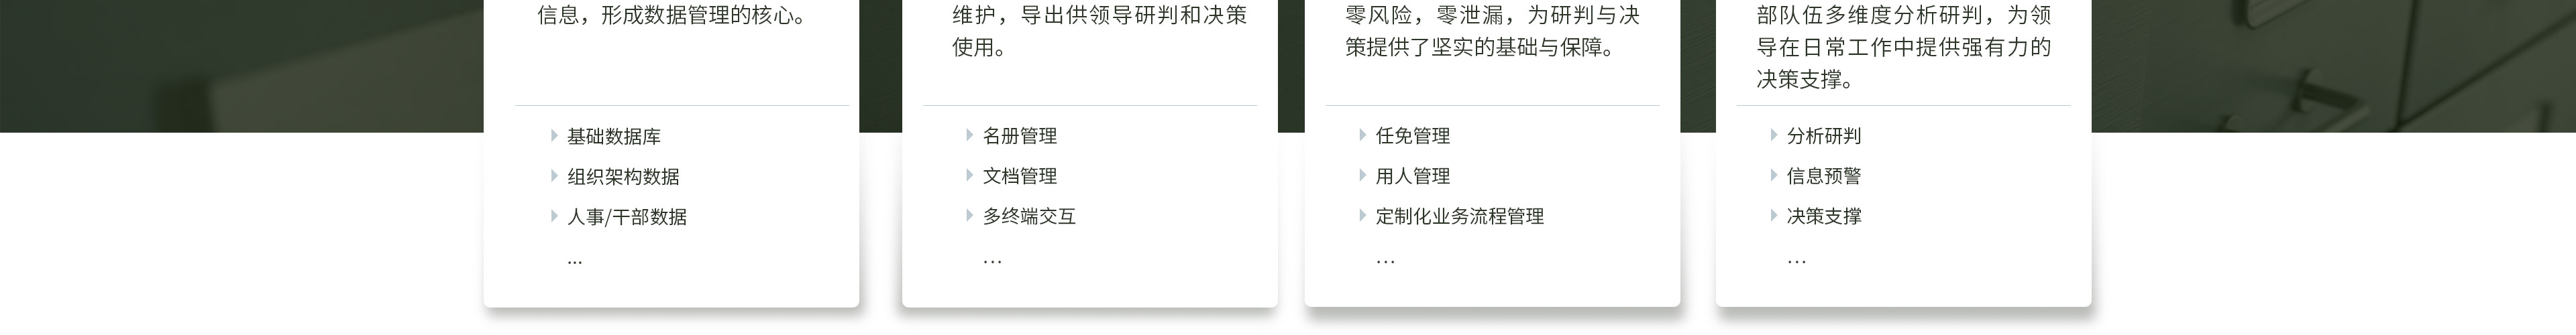 信息，形成数据管理的核心。
基础数据库
组织架构数据
人事/干部数据
...
维护，导出供领导研判和决策
使用。
名册管理
文档管理
多终端交互
...
零风险，零泄漏，为研判与决
策提供了坚实的基础与保障。
任免管理
用人管理
定制化业务流程管理
...
部队伍多维度分析研判，为领
导在日常工作中提供强有力的
决策支撑。
分析研判
信息预警
决策支撑
...